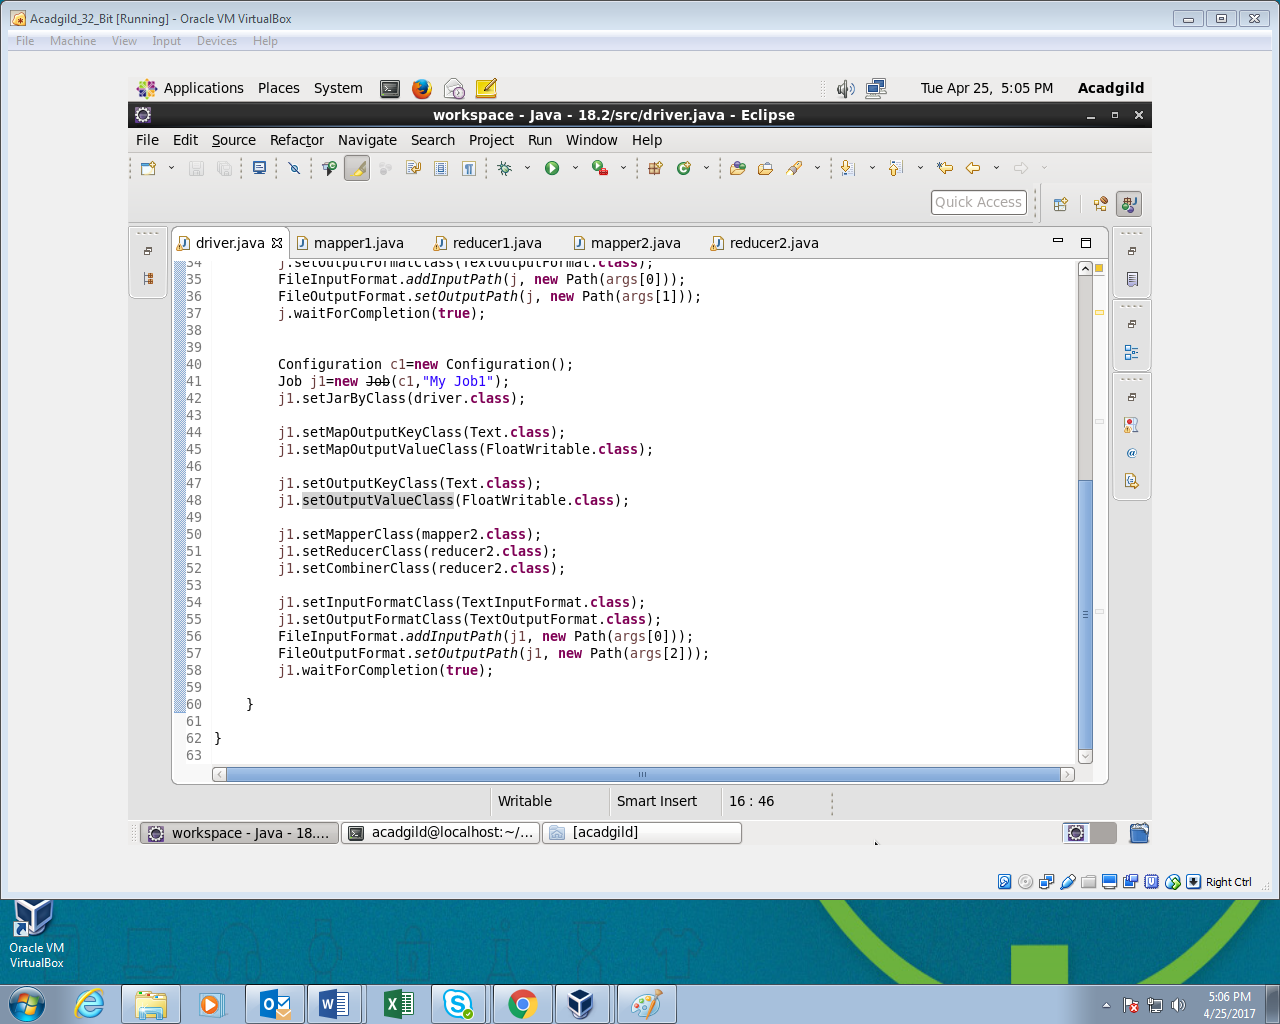 Acadgild_32_Bit [Running] - Oracle VM VirtualBox
File Machine View Input Devices Help
Applications Places System Tue Apr 25, 5:05 PM Acadgild
workspace - Java - 18.2/src/driver.java - Eclipse
File Edit Source Refactor Navigate Search Project Run Window Help
Quick Access
driver.java mapper1.java reducer1.java mapper2.java reducer2.java
34 j.setOutputFormatClass(TextOutputFormat.class);
35 FileInputFormat.addInputPath(j, new Path(args[0]));
36 FileOutputFormat.setOutputPath(j, new Path(args[1]));
37 j.waitForCompletion(true);
38
39
40 Configuration c1=new Configuration();
41 Job j1=new Job(c1,"My Job1");
42 j1.setJarByClass(driver.class);
43
44 j1.setMapOutputKeyClass(Text.class);
45 j1.setMapOutputValueClass(FloatWritable.class);
46
47 j1.setOutputKeyClass(Text.class);
48 j1.setOutputValueClass(FloatWritable.class);
49
50 j1.setMapperClass(mapper2.class);
51 j1.setReducerClass(reducer2.class);
52 j1.setCombinerClass(reducer2.class);
53
54 j1.setInputFormatClass(TextInputFormat.class);
55 j1.setOutputFormatClass(TextOutputFormat.class);
56 FileInputFormat.addInputPath(j1, new Path(args[0]));
57 FileOutputFormat.setOutputPath(j1, new Path(args[2]));
58 j1.waitForCompletion(true);
59
60 }
61
62 }
63
Writable Smart Insert 16 : 46
workspace - Java - 18.... acadgild@localhost:~/... [acadgild]
Right Ctrl
Oracle VM
VirtualBox
5:06 PM
4/25/2017